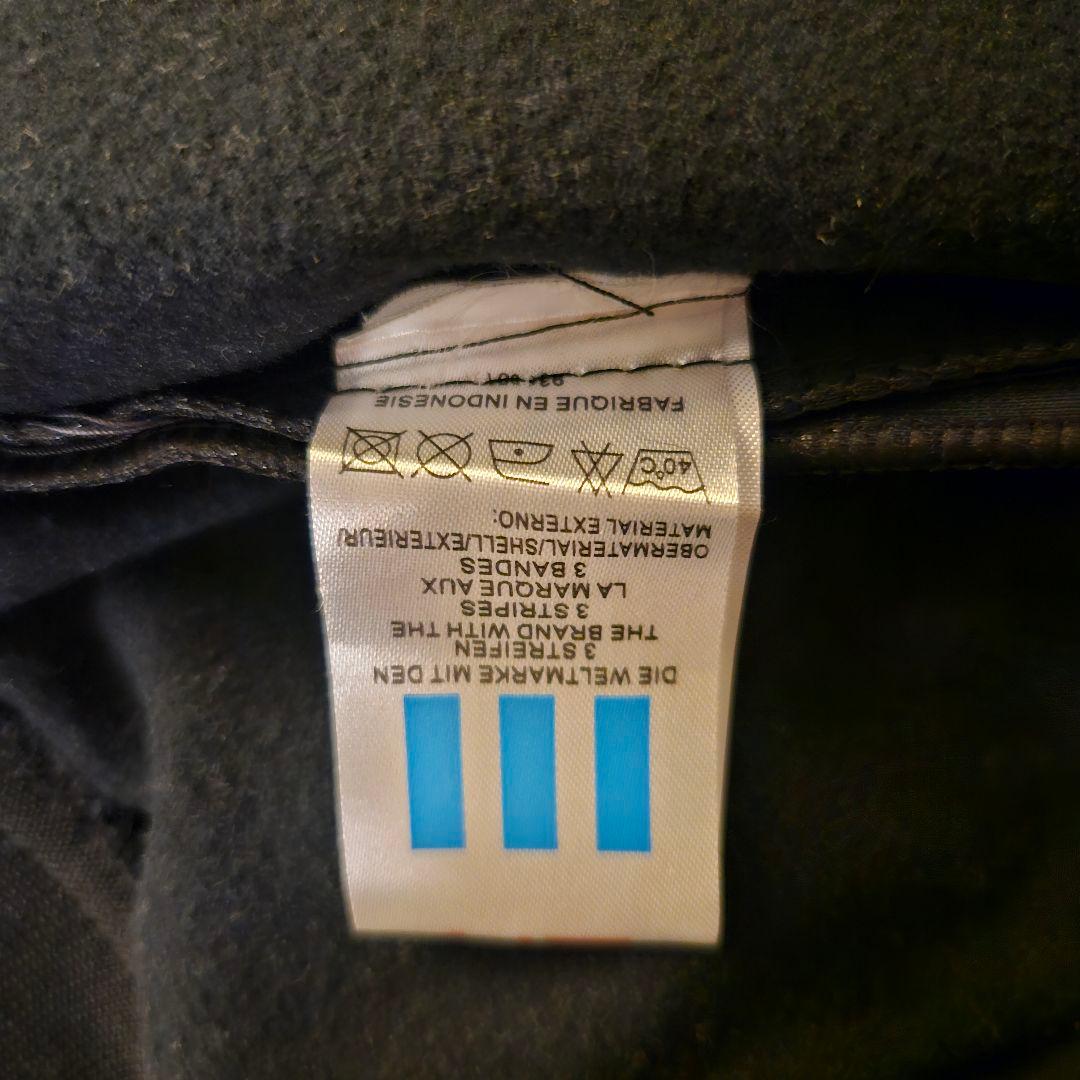 DIE WELTMARKE MIT DEN
3 STREIFEN
THE BRAND WITH THE
3 STRIPES
LA MARQUE AUX
3 BANDES
OBERMATERIAL/SHELL/EXTERIEUR/
MATERIAL EXTERNO:
40°C
FABRIQUE EN INDONESIE